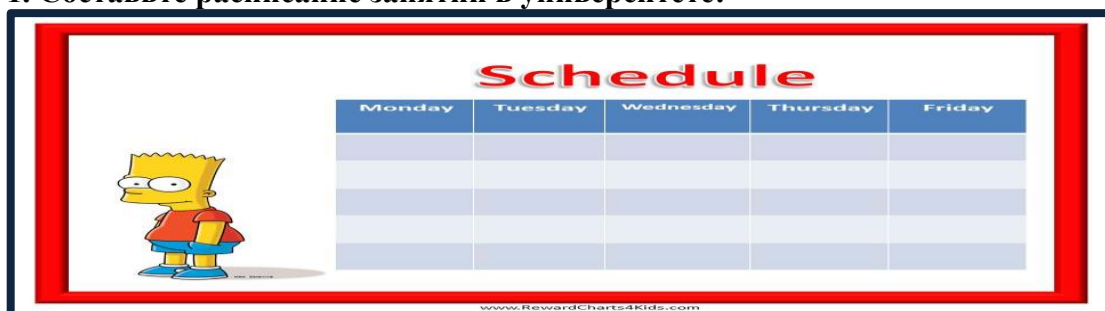 1. Составьте расписание занятий в университете.
Schedule
Monday Tuesday Wednesday Thursday Friday
www.RewardCharts4Kids.com